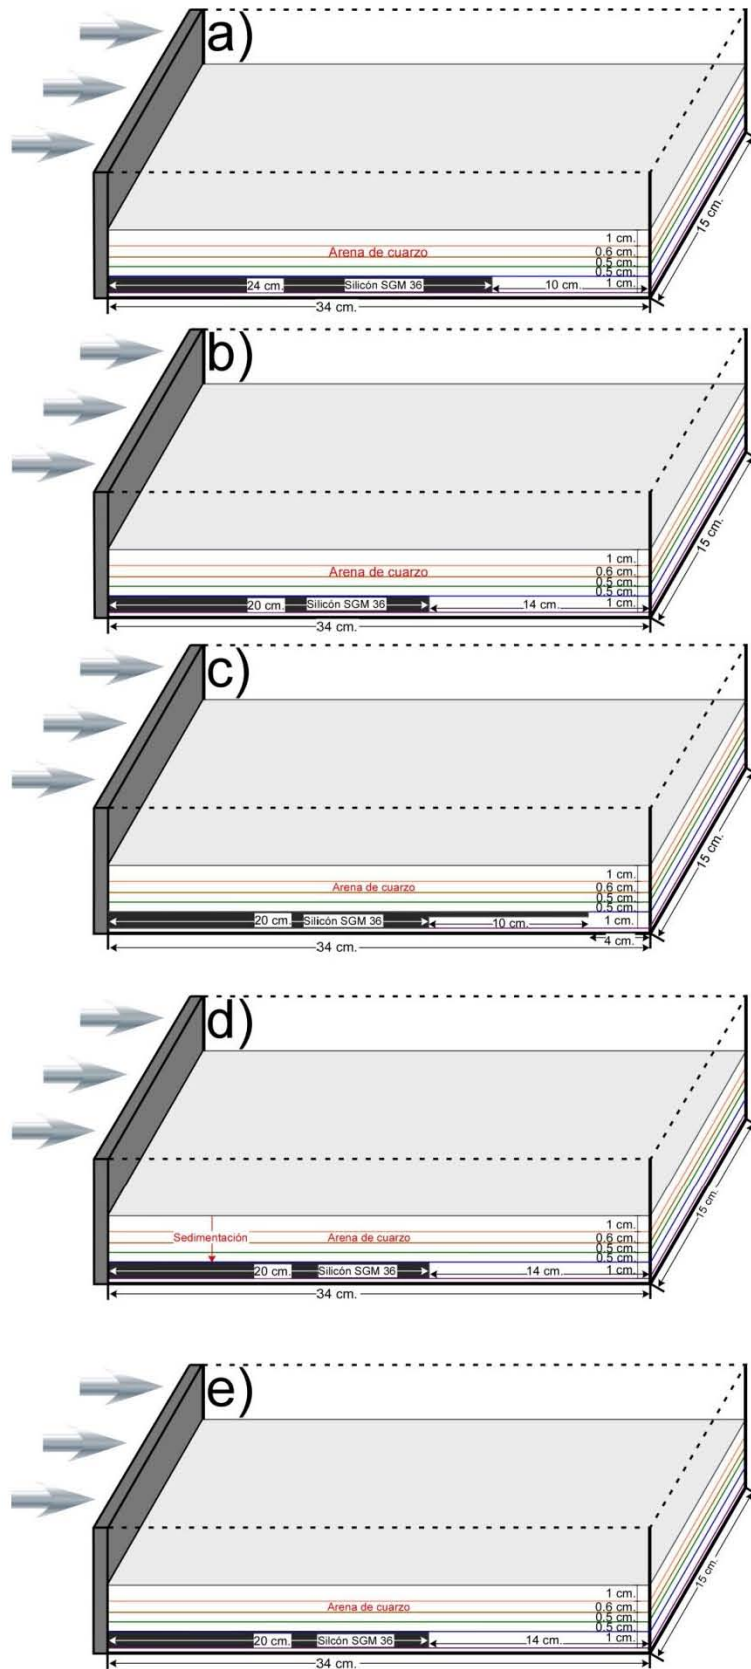 a)
1 cm.
Arena de cuarzo
0.6 cm.
0.5 cm.
0.5 cm.
24 cm. Silicón SGM 36 10 cm. 1 cm.
34 cm.
15 cm.
b)
1 cm.
Arena de cuarzo
0.6 cm.
0.5 cm.
0.5 cm.
20 cm. Silicón SGM 36 14 cm. 1 cm.
34 cm.
15 cm.
c)
1 cm.
Arena de cuarzo
0.6 cm.
0.5 cm.
0.5 cm.
20 cm. Silicón SGM 36 10 cm. 1 cm.
4 cm.
34 cm.
15 cm.
d)
1 cm.
Sedimentación Arena de cuarzo
0.6 cm.
0.5 cm.
0.5 cm.
20 cm. Silicón SGM 36 14 cm. 1 cm.
34 cm.
15 cm.
e)
1 cm.
Arena de cuarzo
0.6 cm.
0.5 cm.
0.5 cm.
20 cm. Silcón SGM 36 14 cm. 1 cm.
34 cm.
15 cm.